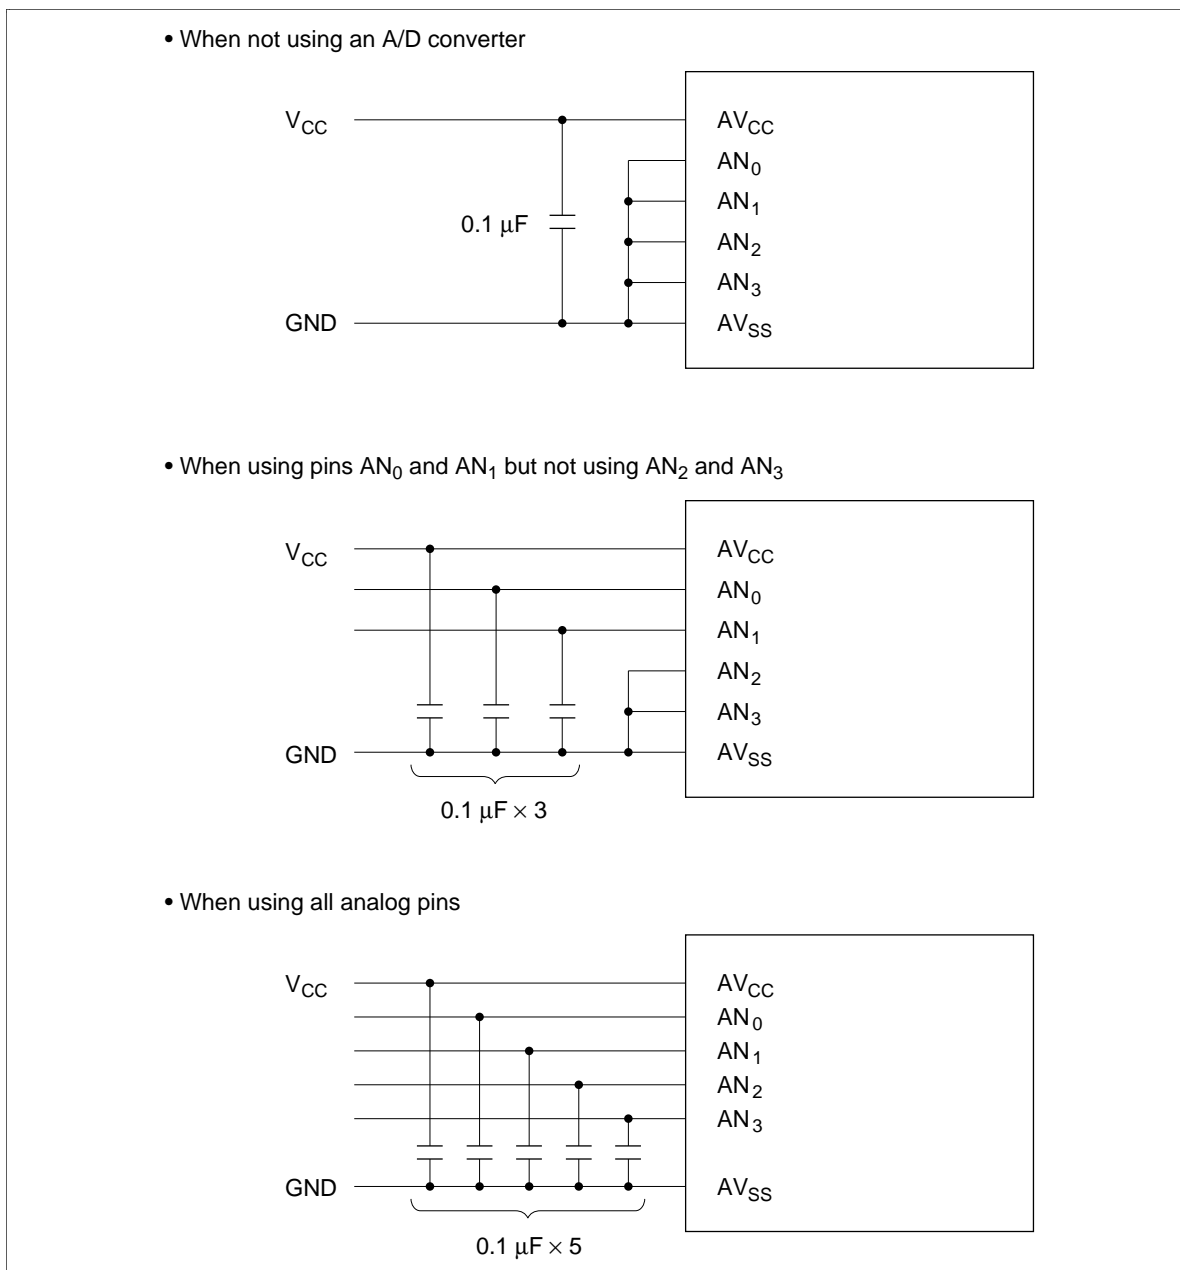 • When not using an A/D converter
VCC
AVCC
AN0
AN1
0.1 µF
AN2
AN3
GND
AVSS
• When using pins AN0 and AN1 but not using AN2 and AN3
VCC
AVCC
AN0
AN1
AN2
AN3
GND
AVSS
0.1 µF × 3
• When using all analog pins
VCC
AVCC
AN0
AN1
AN2
AN3
GND
AVSS
0.1 µF × 5